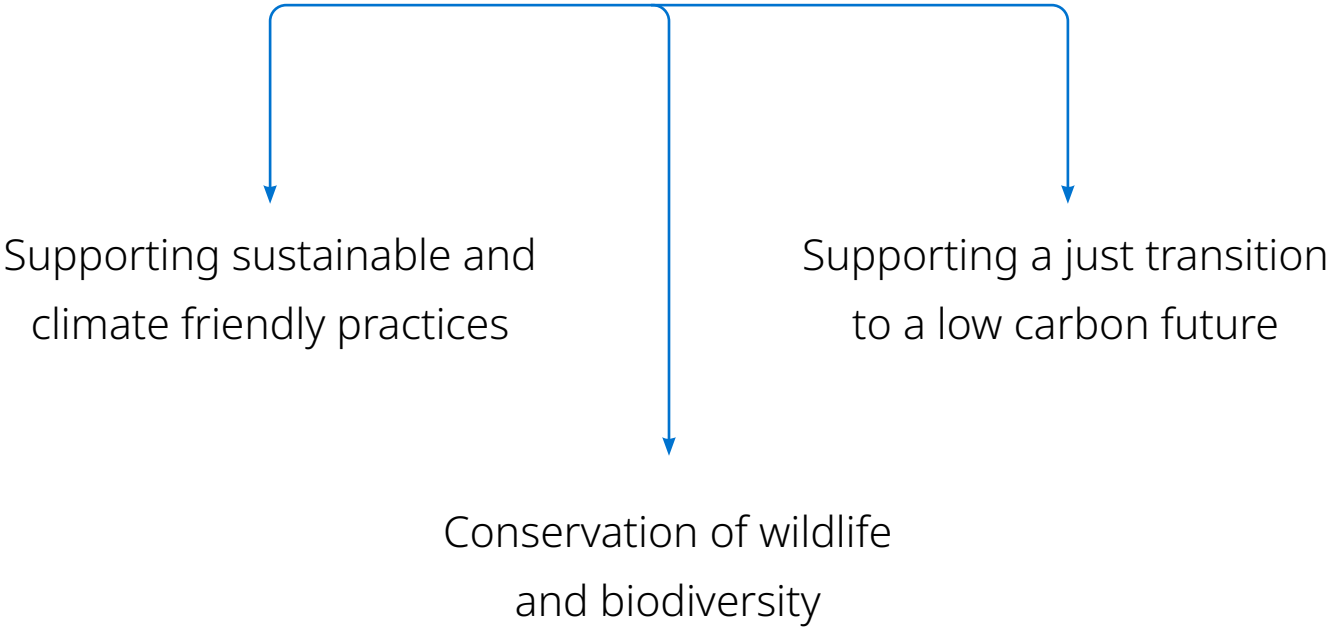 Supporting sustainable and
climate friendly practices
Supporting a just transition
to a low carbon future
Conservation of wildlife
and biodiversity